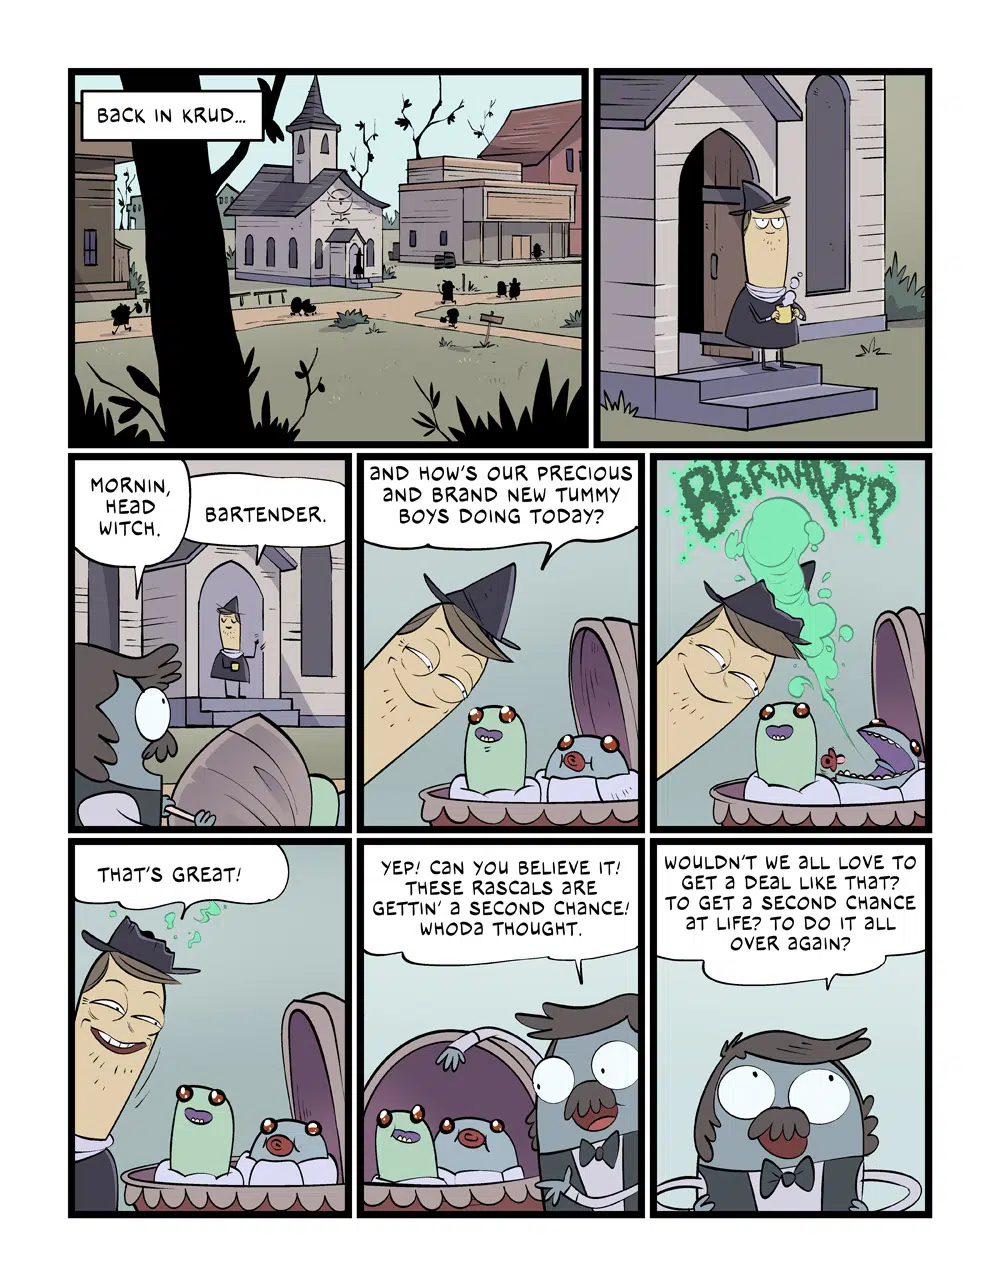 BACK IN KRUD...
MORNIN,
HEAD
WITCH.
BARTENDER.
AND HOW'S OUR PRECIOUS
AND BRAND NEW TUMMY
BOYS DOING TODAY?
BRRAAPPP
THAT'S GREAT!
YEP! CAN YOU BELIEVE IT!
THESE RASCALS ARE
GETTIN' A SECOND CHANCE!
WHODA THOUGHT.
WOULDN'T WE ALL LOVE TO
GET A DEAL LIKE THAT?
TO GET A SECOND CHANCE
AT LIFE? TO DO IT ALL
OVER AGAIN?